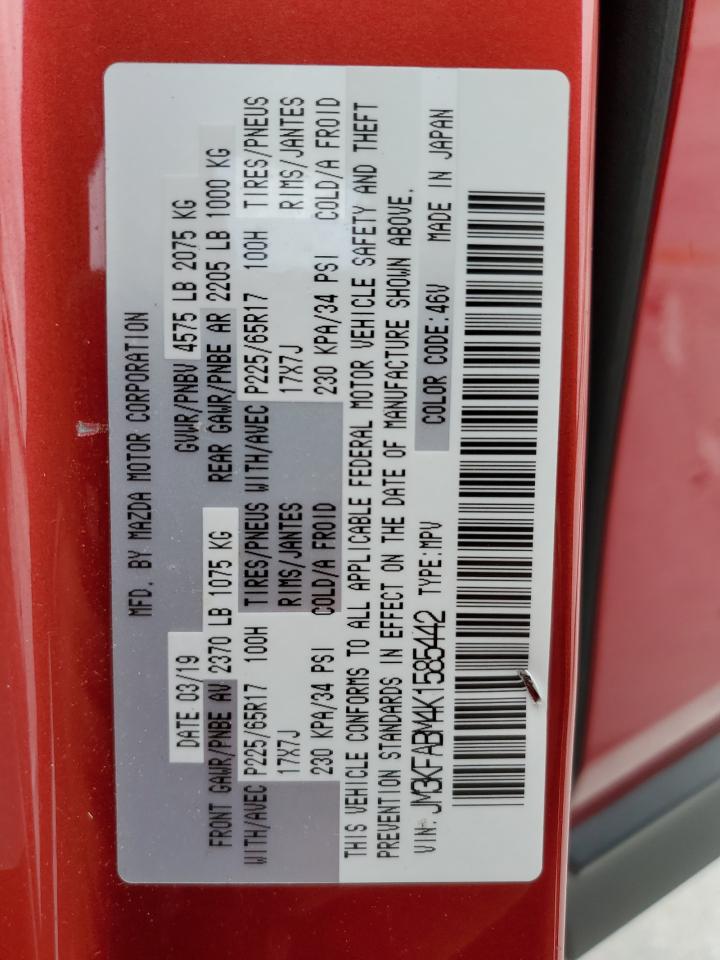 MFD. BY MAZDA MOTOR CORPORATION
DATE 03/19 GVWR/PNBV 4575 LB 2075 KG
FRONT GAWR/PNBE AV 2370 LB 1075 KG REAR GAWR/PNBE AR 2205 LB 1000 KG
WITH/AVEC P225/65R17 100H TIRES/PNEUS WITH/AVEC P225/65R17 100H TIRES/PNEUS
17X7J RIMS/JANTES 17X7J RIMS/JANTES
230 KPA/34 PSI COLD/A FROID 230 KPA/34 PSI COLD/A FROID
THIS VEHICLE CONFORMS TO ALL APPLICABLE FEDERAL MOTOR VEHICLE SAFETY AND THEFT
PREVENTION STANDARDS IN EFFECT ON THE DATE OF MANUFACTURE SHOWN ABOVE.
VIN: JM3KFABM4K1585442 TYPE:MPV COLOR CODE:46V MADE IN JAPAN